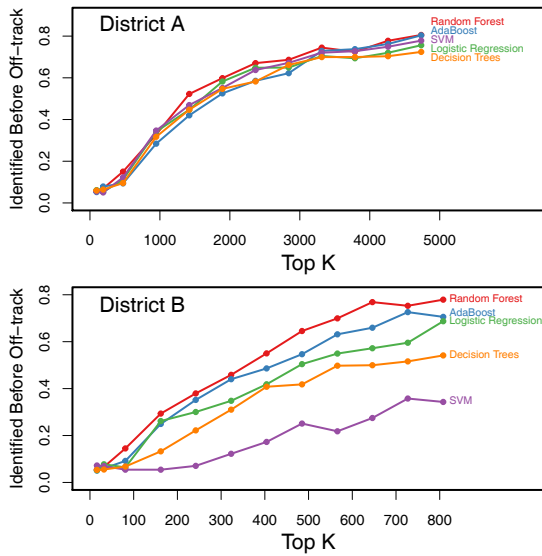 District A
Identified Before Off−track
0.0
0.2
0.4
0.6
0.8
0
1000
2000
3000
4000
5000
Top K
Random Forest
AdaBoost
SVM
Logistic Regression
Decision Trees
District B
Identified Before Off−track
0.0
0.2
0.4
0.6
0.8
0
100
200
300
400
500
600
700
800
Top K
Random Forest
AdaBoost
Logistic Regression
Decision Trees
SVM